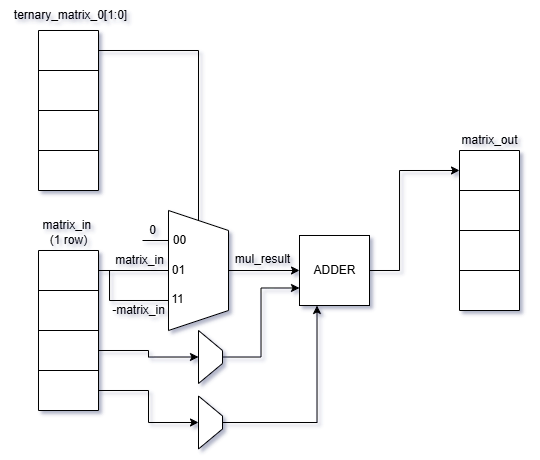 ternary_matrix_0[1:0]
matrix_out
matrix_in
(1 row)
0
00
matrix_in
01
mul_result
ADDER
11
-matrix_in